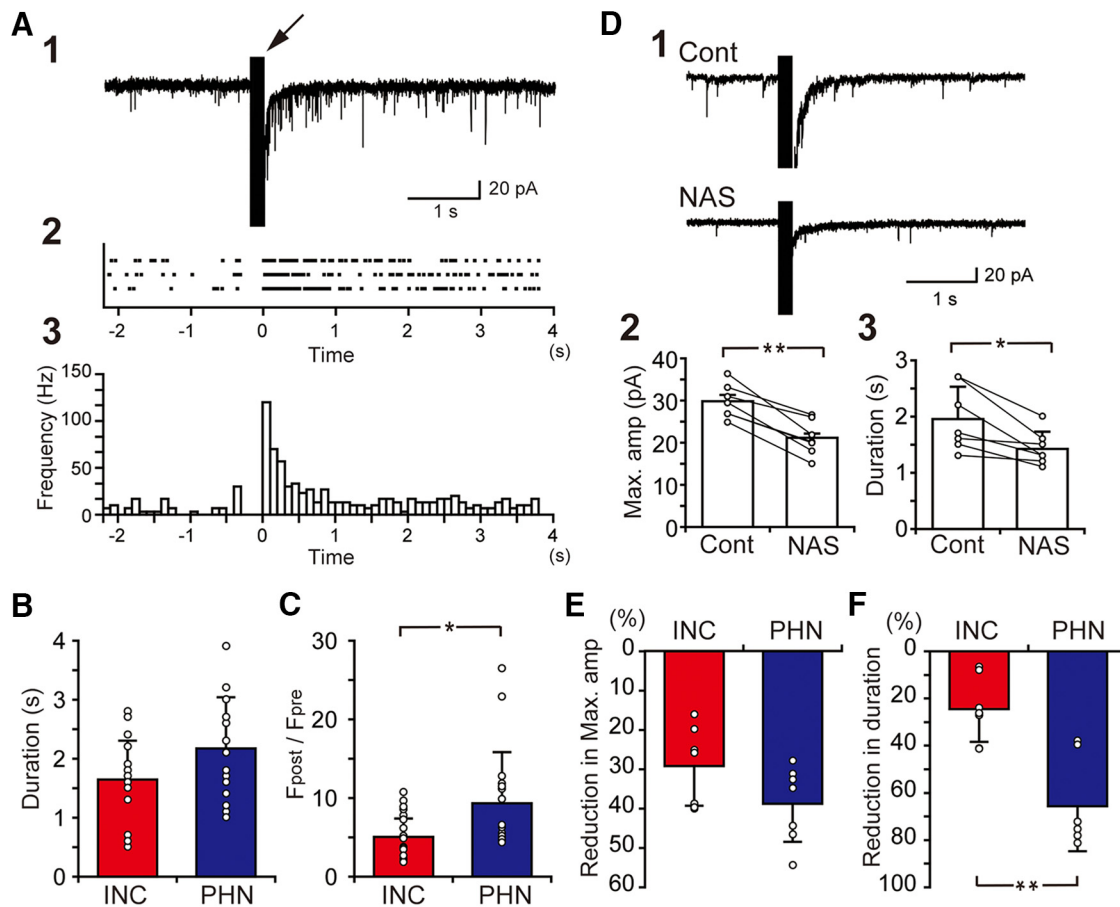 A
1
20 pA
1 s
2
-2 -1 0 1 2 3 4
Time (s)
3
Frequency (Hz)
150
100
50
0
-2 -1 0 1 2 3 4
Time (s)
D
1
Cont
NAS
20 pA
1 s
2
Max. amp (pA)
40
30
20
10
0
**
Cont NAS
3
Duration (s)
3
2
1
0
*
Cont NAS
B
Duration (s)
4
3
2
1
0
INC PHN
C
Fpost / Fpre
30
20
10
0
*
INC PHN
E
(%)
INC PHN
Reduction in Max. amp
0
10
20
30
40
50
60
F
(%)
INC PHN
Reduction in duration
0
20
40
60
80
100
**